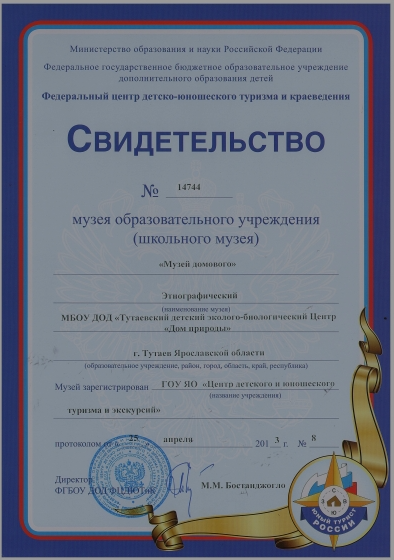 Министерство образования и науки Российской Федерации
Федеральное государственное бюджетное образовательное учреждение
дополнительного образования детей
Федеральный центр детско-юношеского туризма и краеведения
СВИДЕТЕЛЬСТВО
№ 14744
музея образовательного учреждения
(школьного музея)
«Музей домового»
Этнографический
(наименование музея)
МБОУ ДОД «Тутаевский детский эколого-биологический Центр
«Дом природы»
г. Тутаев Ярославской области
(образовательное учреждение, район, город, область, край, республика)
Музей зарегистрирован ГОУ ЯО «Центр детского и юношеского
(название учреждения)
туризма и экскурсий»
протоколом от « 25 апреля 2013 г. № 8
Директор
ФГБОУ ДОД ФЦДЮТиК
М.М. Бостанджогло
ЮНЫЙ ТУРИСТ
РОССИИ